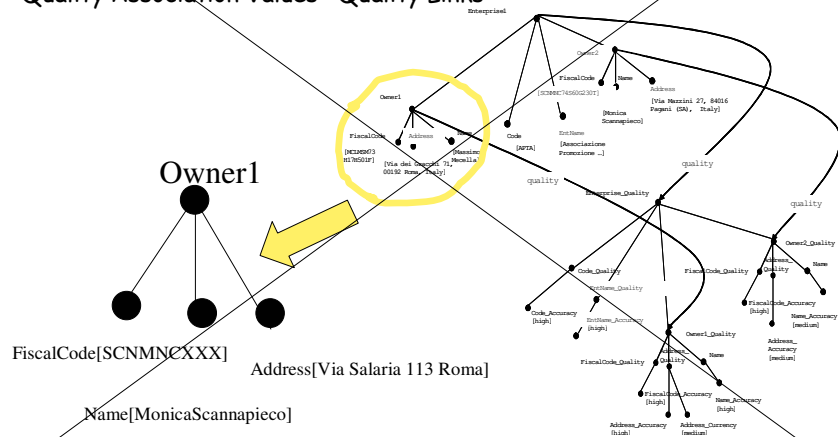 Quality Association Values "Quality Links"
Enterprise1
Owner2
FiscalCode
Name
Address
[SCNMNC74S60G230T]
[Via Mazzini 27, 84016
Pagani (SA), Italy]
[Monica
Scannapieco]
Owner1
FiscalCode
Address
Name
[MCLMSM73
H17H501F]
[Via dei Gracchi 71,
00192 Roma, Italy]
[Massimo
Mecella]
Code
[APTA]
EntName
[Associazione
Promozione …]
quality
quality
quality
Enterprise_Quality
Owner1
Code_Quality
EntName_Quality
Code_Accuracy
[high]
EntName_Accuracy
[high]
Owner2_Quality
FiscalCode_Quality
Address_
Quality
Name
FiscalCode_Accuracy
[high]
Name_Accuracy
[medium]
Address_
Accuracy
[medium]
Owner1_Quality
FiscalCode_Quality
Address_
Quality
Name
FiscalCode_Accuracy
[high]
Name_Accuracy
[high]
Address_Accuracy
[high]
Address_Currency
[medium]
FiscalCode[SCNMNCXXX]
Address[Via Salaria 113 Roma]
Name[MonicaScannapieco]